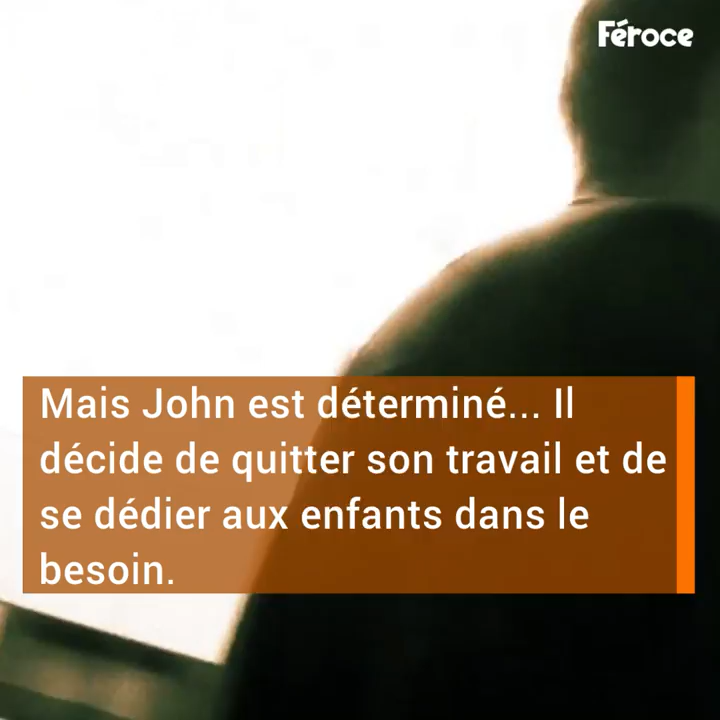 Féroce
Mais John est déterminé... Il
décide de quitter son travail et de
se dédier aux enfants dans le
besoin.